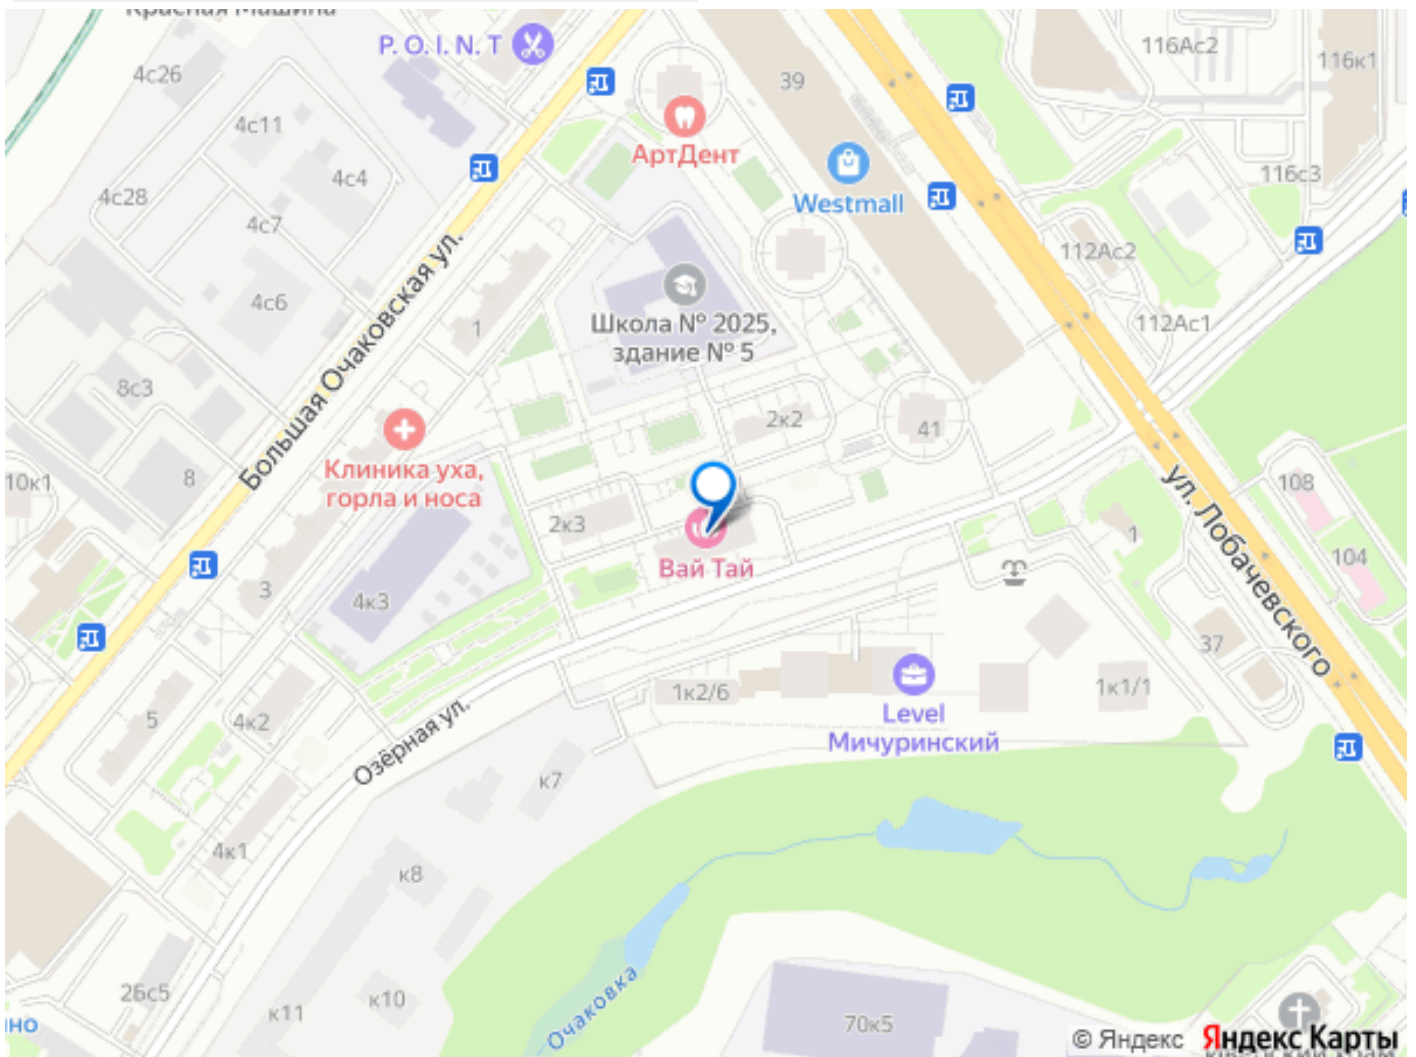 Красная Машина
P. O. I. N. T
4с26
39
116Ас2
116к1
4с11
АртДент
4с4
4с28
Westmall
116с3
4с7
112Ас2
4с6
Большая Очаковская ул.
1
Школа № 2025,
здание № 5
112Ас1
8с3
2к2
41
Клиника уха,
горла и носа
10к1
8
108
2к3
1
ул. Лобачевского
104
Вай Тай
3
4к3
37
1к2/6
1к1/1
5
4к2
Озёрная ул.
Level
Мичуринский
к7
4к1
к8
26с5
к10
к11
Очаковка
70к5
но
© Яндекс Яндекс Карты